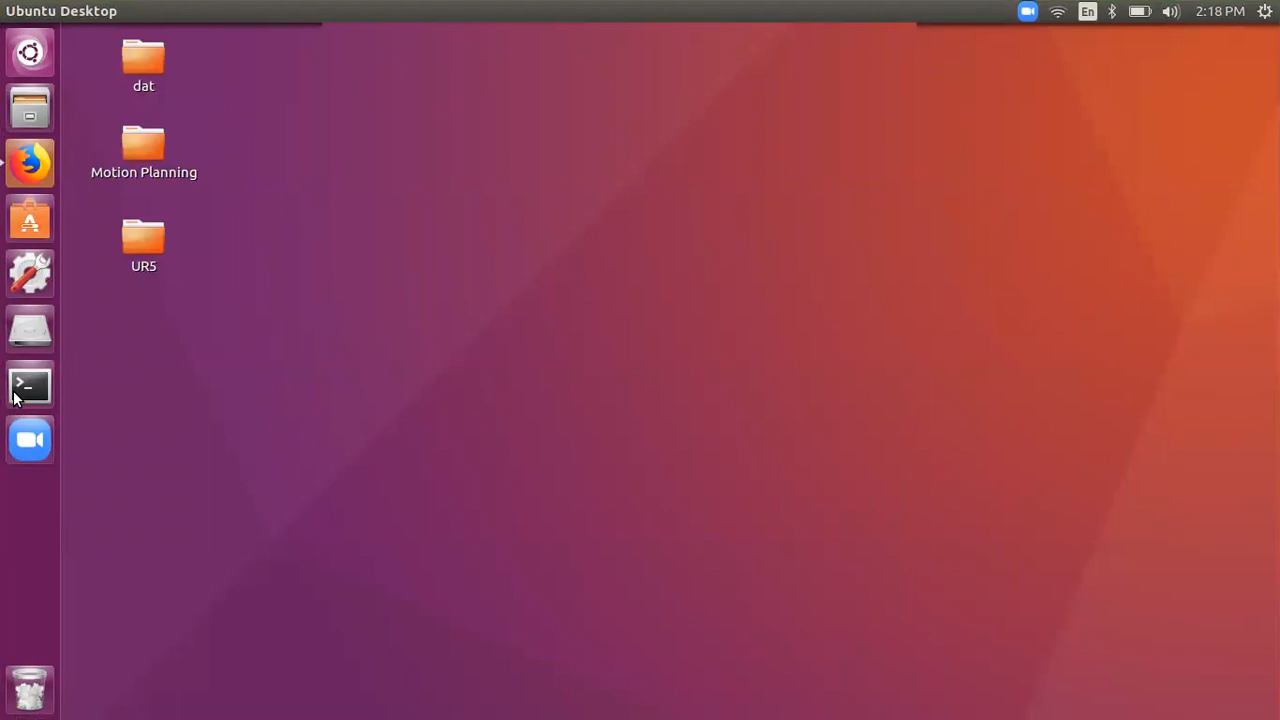 Ubuntu Desktop
En
2:18 PM
dat
Motion Planning
UR5